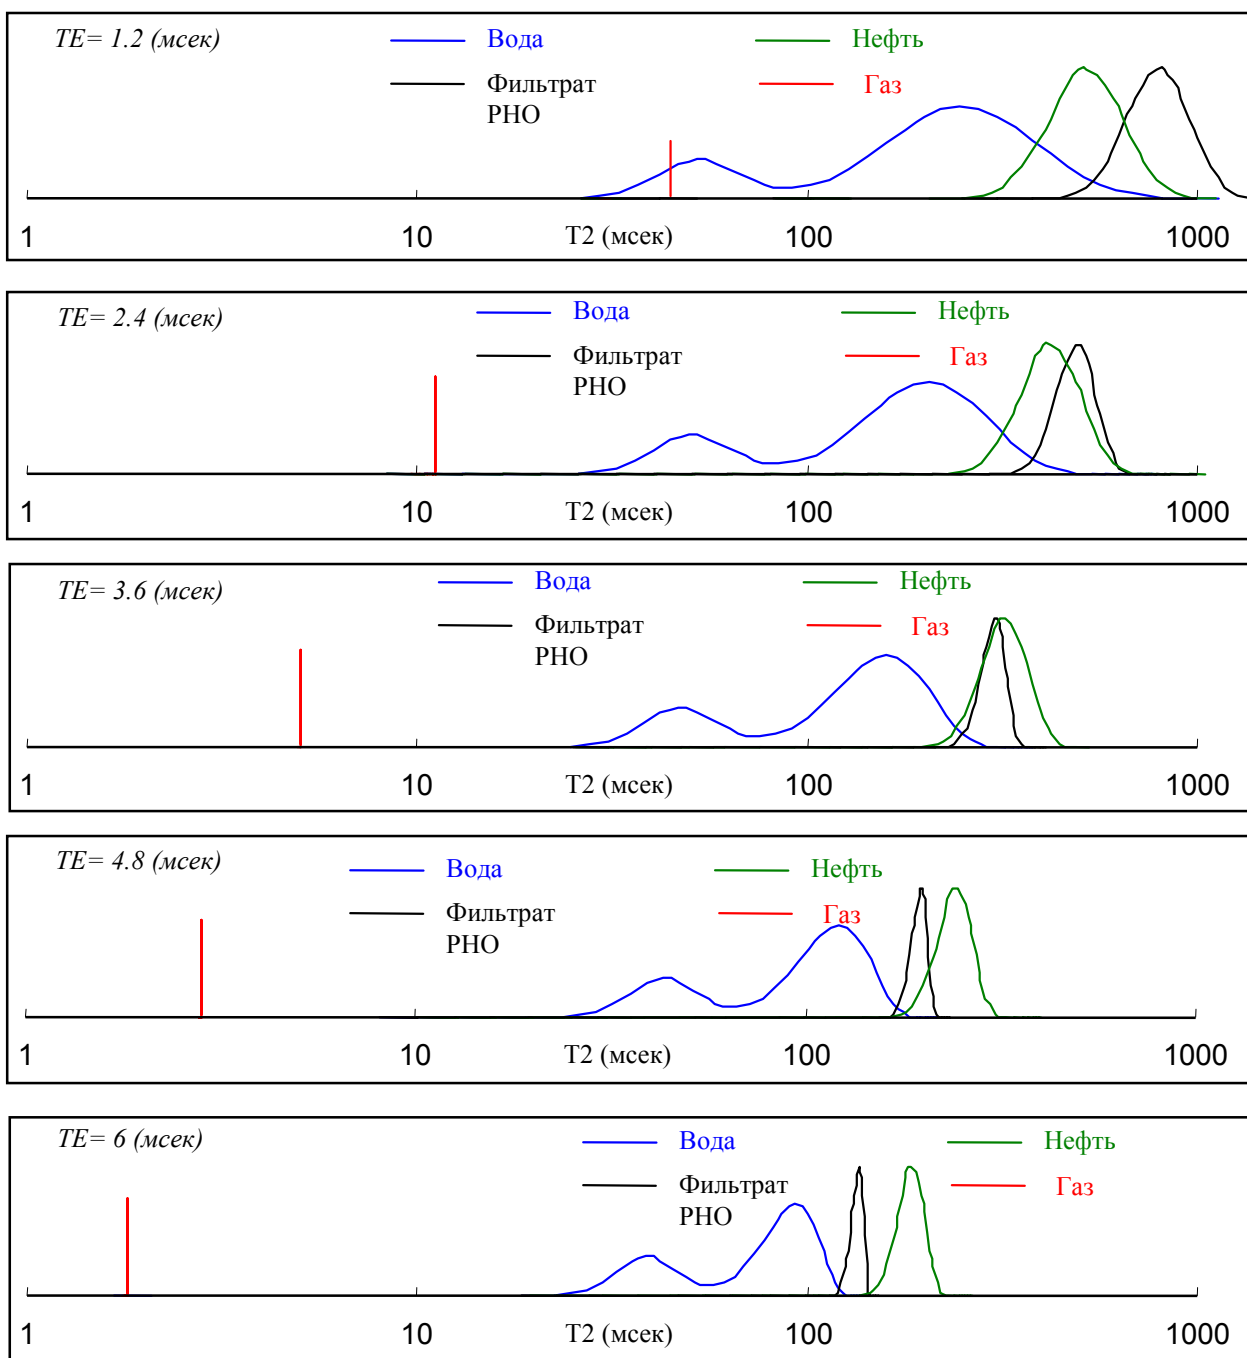 TE= 1.2 (мсек)
Вода
Нефть
Фильтрат
РНО
Газ
1
10
T2 (мсек)
100
1000
TE= 2.4 (мсек)
Вода
Нефть
Фильтрат
РНО
Газ
1
10
T2 (мсек)
100
1000
TE= 3.6 (мсек)
Вода
Нефть
Фильтрат
РНО
Газ
1
10
T2 (мсек)
100
1000
TE= 4.8 (мсек)
Вода
Нефть
Фильтрат
РНО
Газ
1
10
T2 (мсек)
100
1000
TE= 6 (мсек)
Вода
Нефть
Фильтрат
РНО
Газ
1
10
T2 (мсек)
100
1000